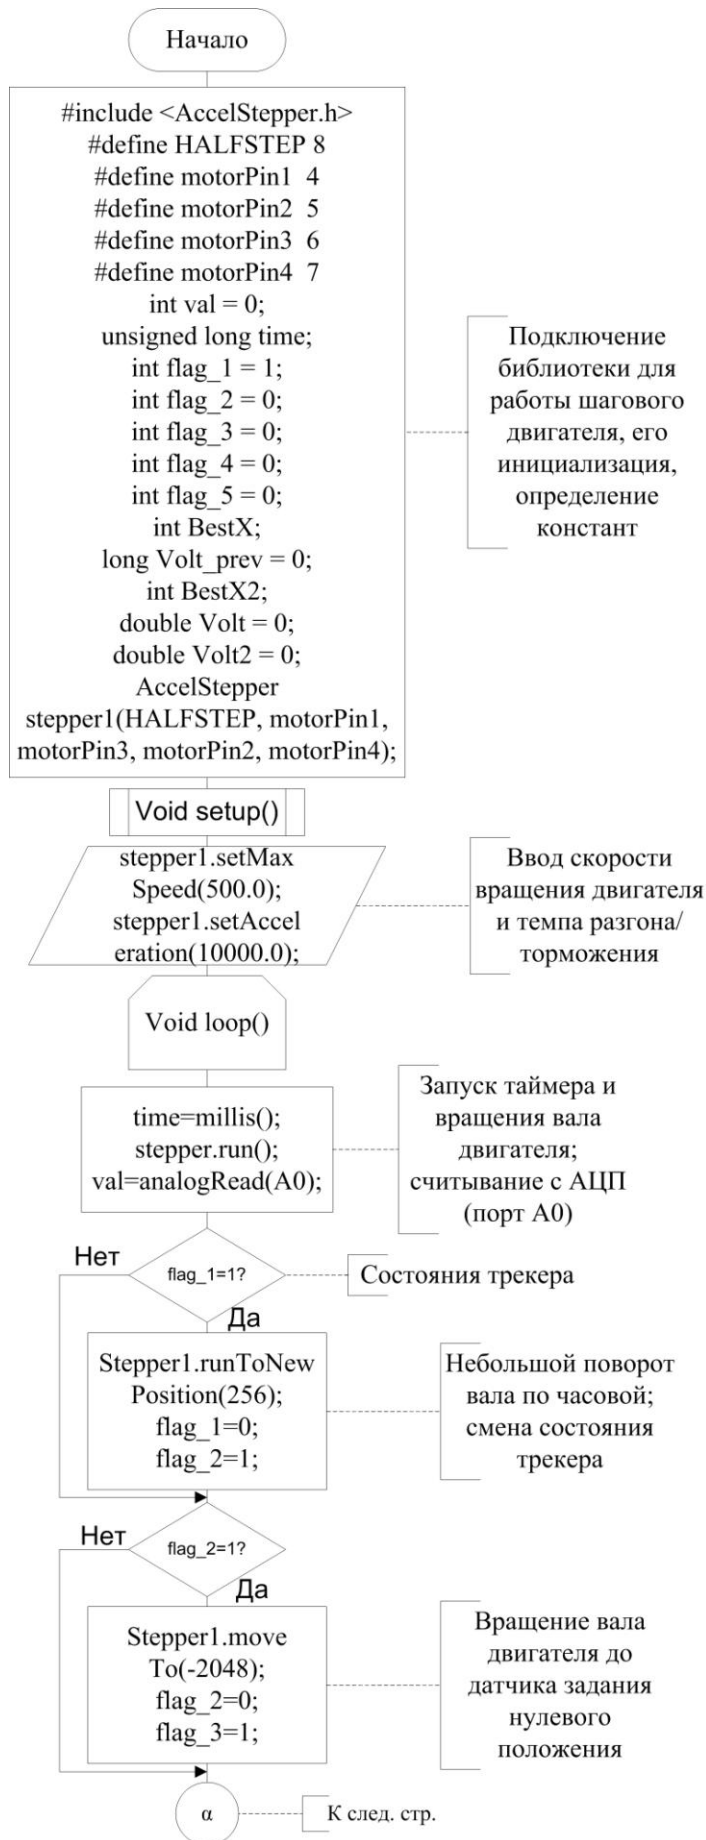 Начало
#include <AccelStepper.h>
#define HALFSTEP 8
#define motorPin1  4
#define motorPin2  5
#define motorPin3  6
#define motorPin4  7
int val = 0;
unsigned long time;
int flag_1 = 1;
int flag_2 = 0;
int flag_3 = 0;
int flag_4 = 0;
int flag_5 = 0;
int BestX;
long Volt_prev = 0;
int BestX2;
double Volt = 0;
double Volt2 = 0;
AccelStepper
stepper1(HALFSTEP, motorPin1,
motorPin3, motorPin2, motorPin4);
Подключение
библиотеки для
работы шагового
двигателя, его
инициализация,
определение
констант
Void setup()
stepper1.setMax
Speed(500.0);
stepper1.setAccel
eration(10000.0);
Ввод скорости
вращения двигателя
и темпа разгона/
торможения
Void loop()
time=millis();
stepper.run();
val=analogRead(A0);
Запуск таймера и
вращения вала
двигателя;
считывание с АЦП
(порт А0)
Нет
flag_1=1?
Состояния трекера
Да
Stepper1.runToNew
Position(256);
flag_1=0;
flag_2=1;
Небольшой поворот
вала по часовой;
смена состояния
трекера
Нет
flag_2=1?
Да
Stepper1.move
To(-2048);
flag_2=0;
flag_3=1;
Вращение вала
двигателя до
датчика задания
нулевого
положения
α
К след. стр.